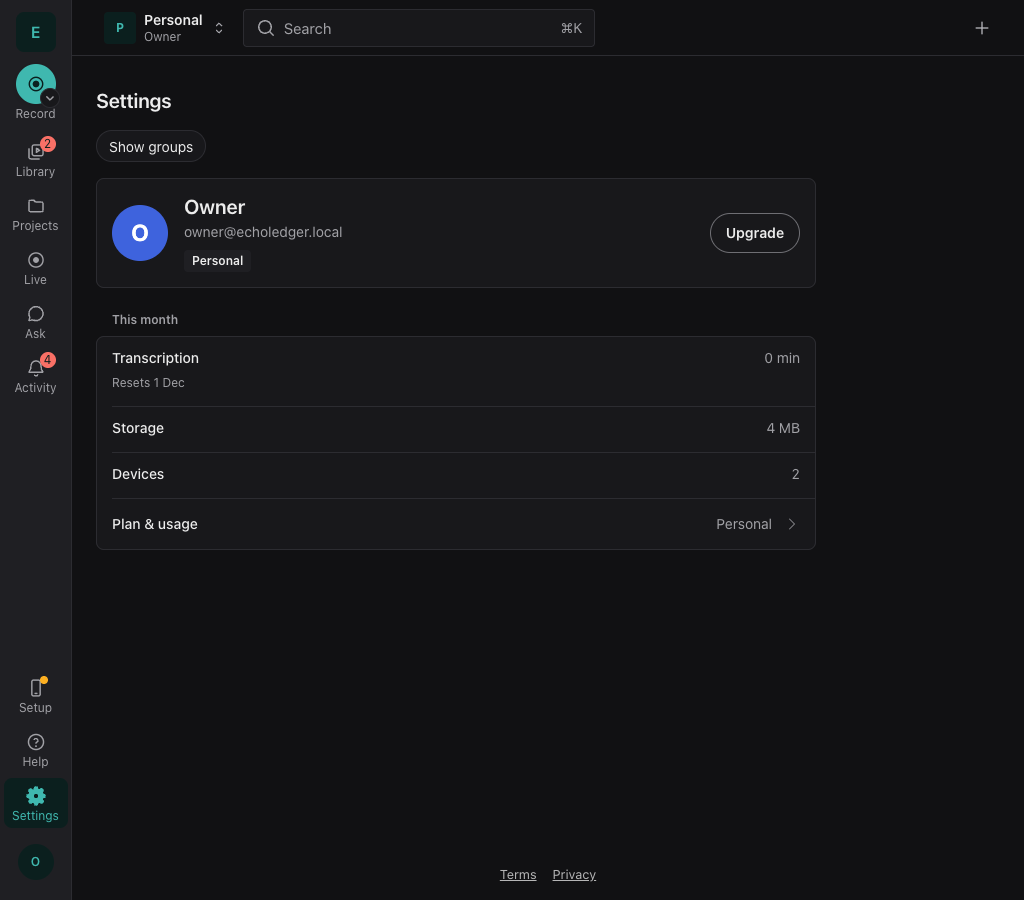 E
Record
2
Library
Projects
Live
Ask
4
Activity
Setup
Help
Settings
O
P
Personal
Owner
Search
⌘K
Settings
Show groups
O
Owner
owner@echoledger.local
Personal
Upgrade
This month
Transcription
0 min
Resets 1 Dec
Storage
4 MB
Devices
2
Plan & usage
Personal
Terms
Privacy